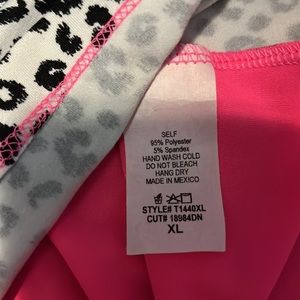 SELF
95% Polyester
5% Spandex
HAND WASH COLD
DO NOT BLEACH
HANG DRY
MADE IN MEXICO
STYLE# T1440XL
CUT# 18984DN
XL